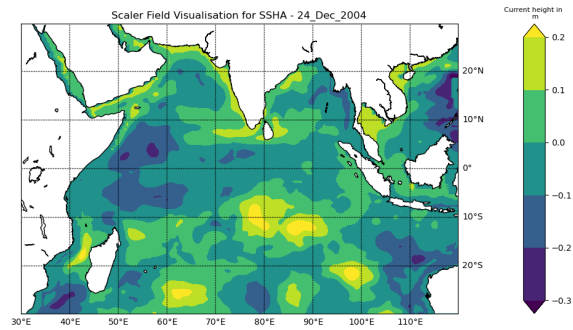 Scaler Field Visualisation for SSHA - 24_Dec_2004
Current height in
m
0.2
0.1
0.0
−0.1
−0.2
−0.3
20°N
10°N
0°
10°S
20°S
30°E 40°E 50°E 60°E 70°E 80°E 90°E 100°E 110°E